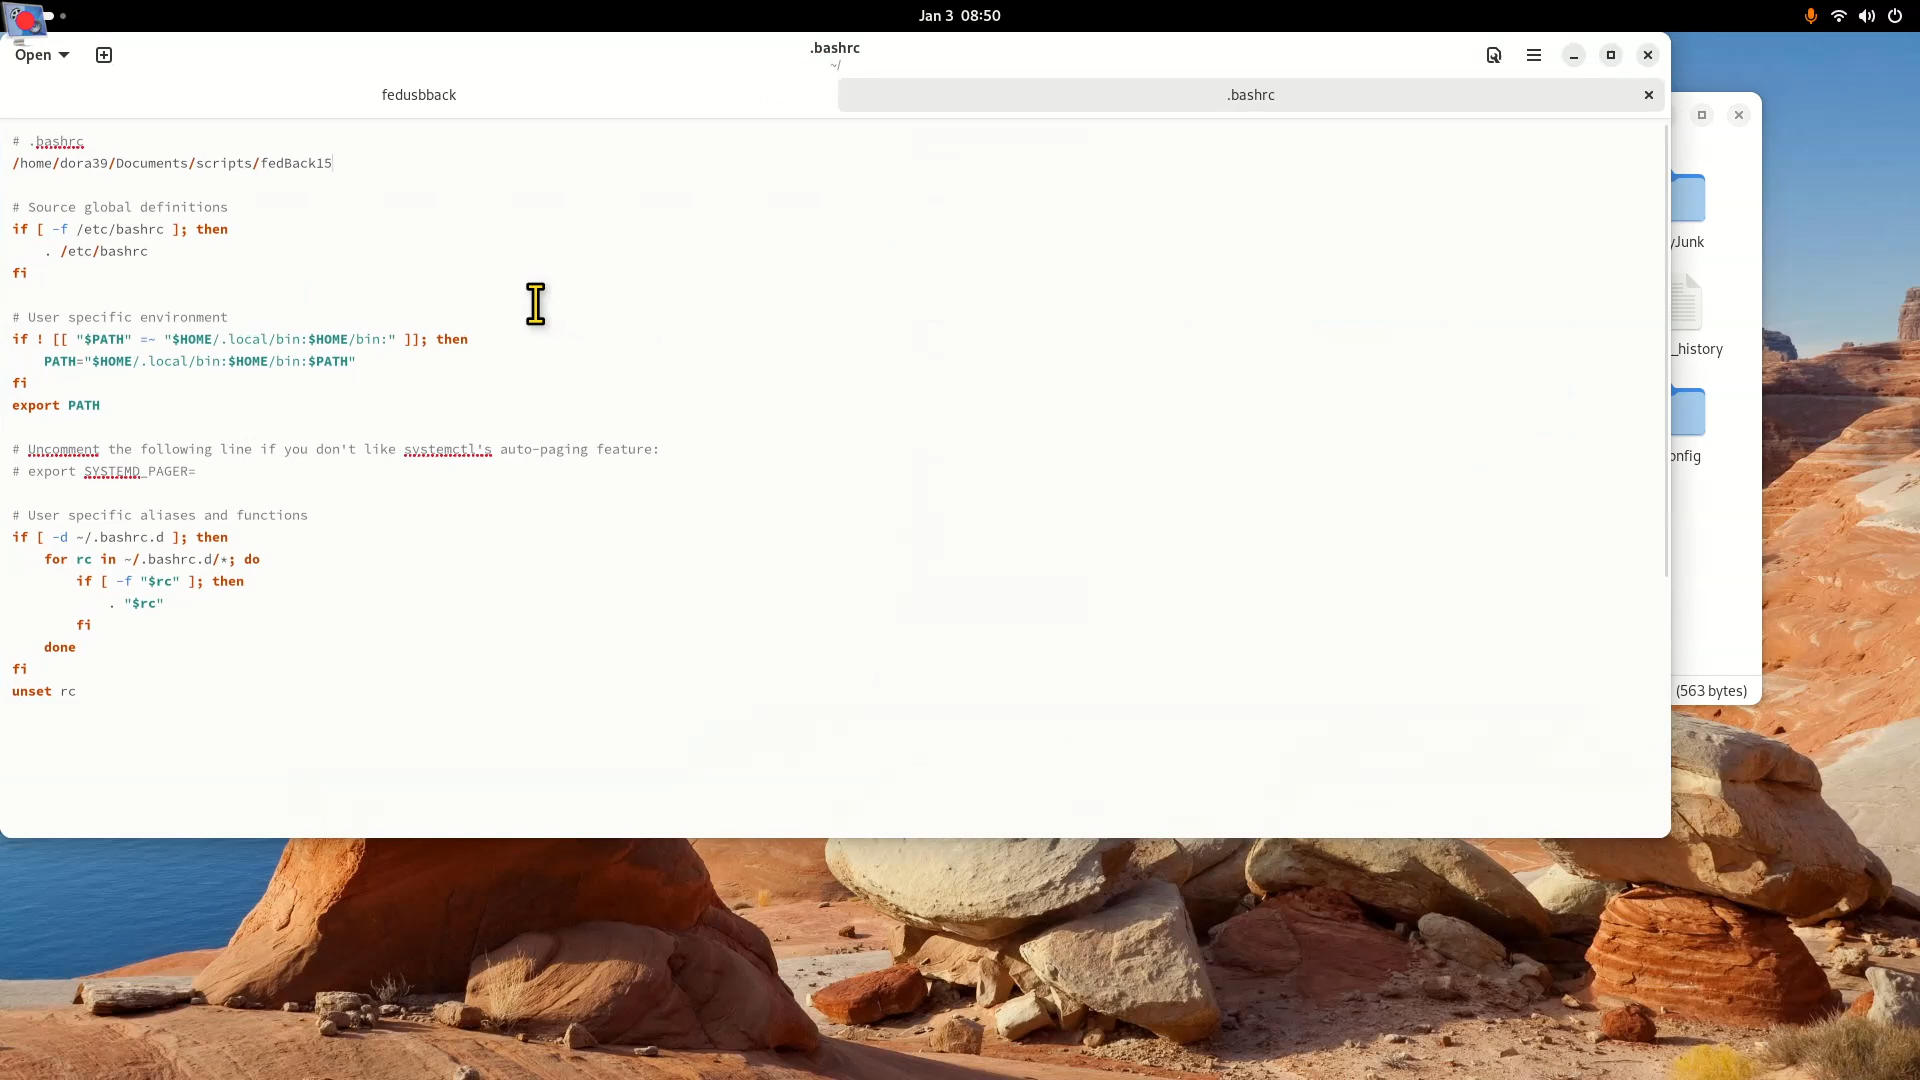 Jan 3 08:50
Open
.bashrc
~/
fedusbback
.bashrc
# .bashrc
/home/dora39/Documents/scripts/fedBack15
# Source global definitions
if [ -f /etc/bashrc ]; then
    . /etc/bashrc
fi
# User specific environment
if ! [[ "$PATH" =~ "$HOME/.local/bin:$HOME/bin:" ]]; then
    PATH="$HOME/.local/bin:$HOME/bin:$PATH"
fi
export PATH
# Uncomment the following line if you don't like systemctl's auto-paging feature:
# export SYSTEMD_PAGER=
# User specific aliases and functions
if [ -d ~/.bashrc.d ]; then
    for rc in ~/.bashrc.d/*; do
        if [ -f "$rc" ]; then
            . "$rc"
        fi
    done
fi
unset rc
yJunk
_history
onfig
(563 bytes)